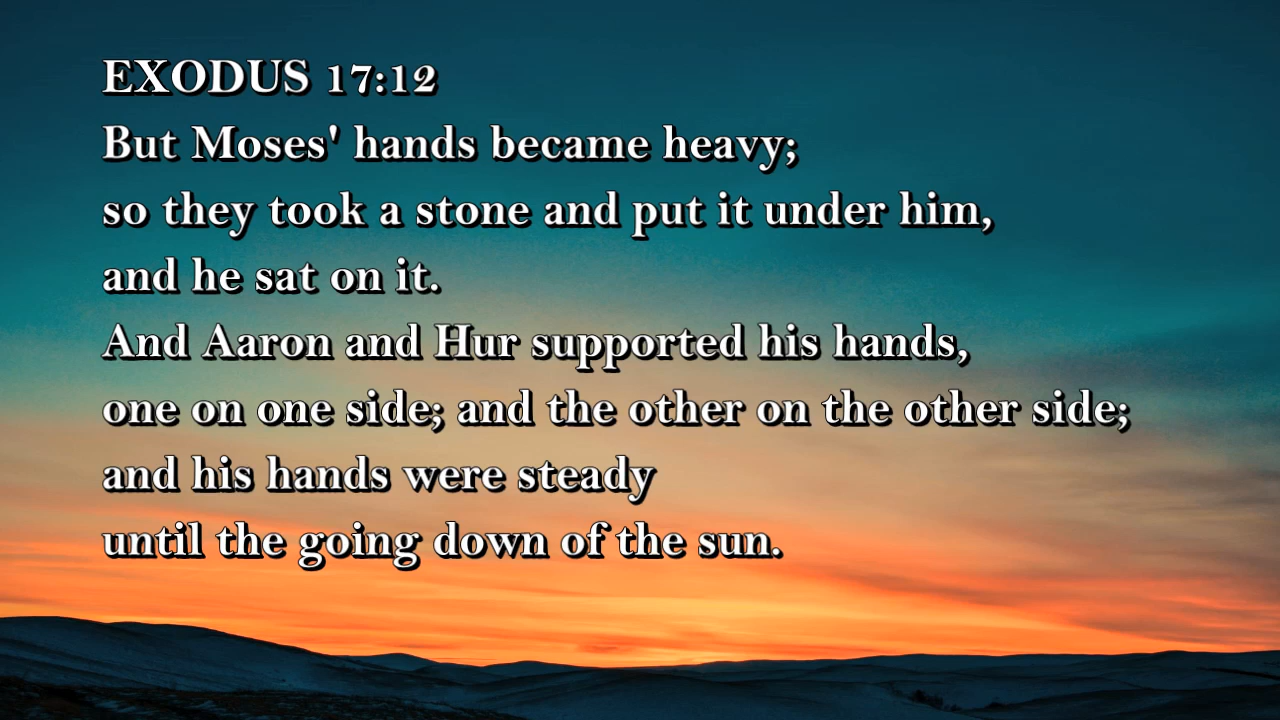 EXODUS 17:12
But Moses' hands became heavy;
so they took a stone and put it under him,
and he sat on it.
And Aaron and Hur supported his hands,
one on one side; and the other on the other side;
and his hands were steady
until the going down of the sun.